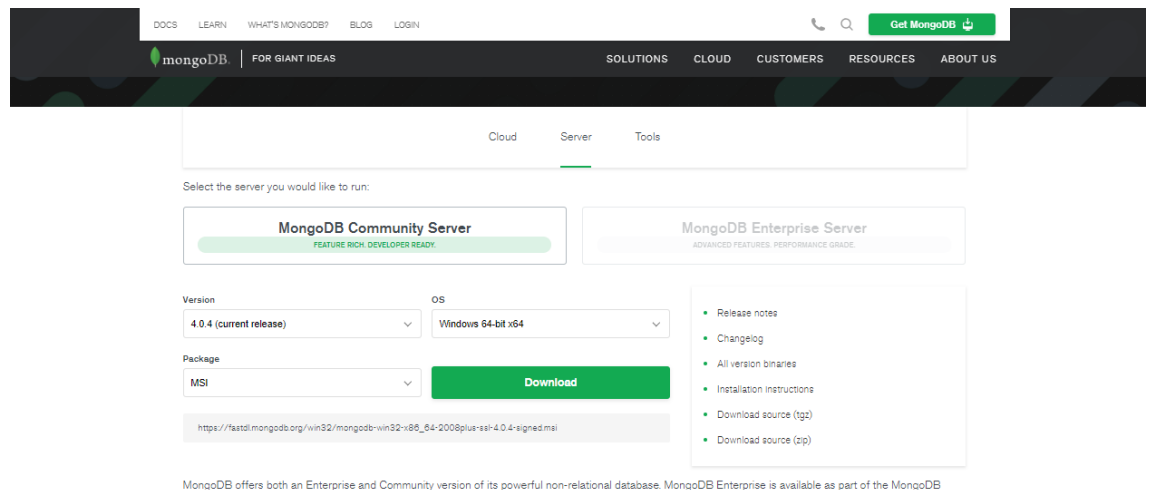 DOCS LEARN WHAT'S MONGODB? BLOG LOGIN Get MongoDB
mongoDB. FOR GIANT IDEAS SOLUTIONS CLOUD CUSTOMERS RESOURCES ABOUT US
Cloud Server Tools
Select the server you would like to run:
MongoDB Community Server
FEATURE RICH. DEVELOPER READY.
MongoDB Enterprise Server
ADVANCED FEATURES. PERFORMANCE GRADE.
Version
4.0.4 (current release)
OS
Windows 64-bit x64
Package
MSI
Download
https://fastdl.mongodb.org/win32/mongodb-win32-x86_64-2008plus-ssl-4.0.4-signed.msi
Release notes
Changelog
All version binaries
Installation instructions
Download source (tgz)
Download source (zip)
MongoDB offers both an Enterprise and Community version of its powerful non-relational database. MongoDB Enterprise is available as part of the MongoDB